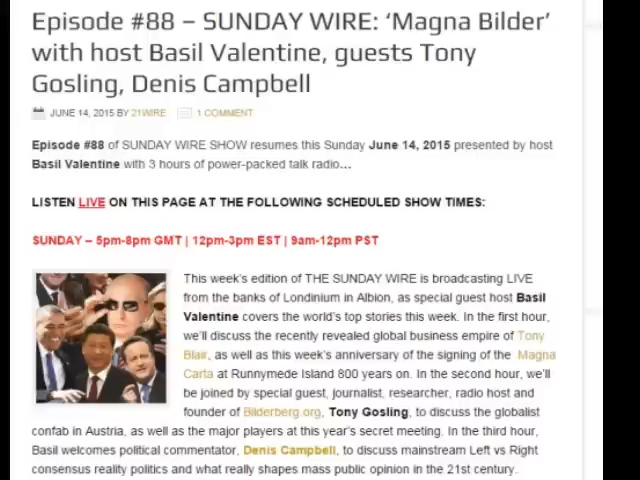 Episode #88 – SUNDAY WIRE: ‘Magna Bilder’
with host Basil Valentine, guests Tony
Gosling, Denis Campbell
JUNE 14, 2015 BY 21WIRE 1 COMMENT
Episode #88 of SUNDAY WIRE SHOW resumes this Sunday June 14, 2015 presented by host
Basil Valentine with 3 hours of power-packed talk radio…
LISTEN LIVE ON THIS PAGE AT THE FOLLOWING SCHEDULED SHOW TIMES:
SUNDAY – 5pm-8pm GMT | 12pm-3pm EST | 9am-12pm PST
This week’s edition of THE SUNDAY WIRE is broadcasting LIVE
from the banks of Londinium in Albion, as special guest host Basil
Valentine covers the world’s top stories this week. In the first hour,
we’ll discuss the recently revealed global business empire of Tony
Blair, as well as this week’s anniversary of the signing of the Magna
Carta at Runnymede Island 800 years on. In the second hour, we’ll
be joined by special guest, journalist, researcher, radio host and
founder of Bilderberg.org, Tony Gosling, to discuss the globalist
confab in Austria, as well as the major players at this year’s secret meeting. In the third hour,
Basil welcomes political commentator, Denis Campbell, to discuss mainstream Left vs Right
consensus reality politics and what really shapes mass public opinion in the 21st century.